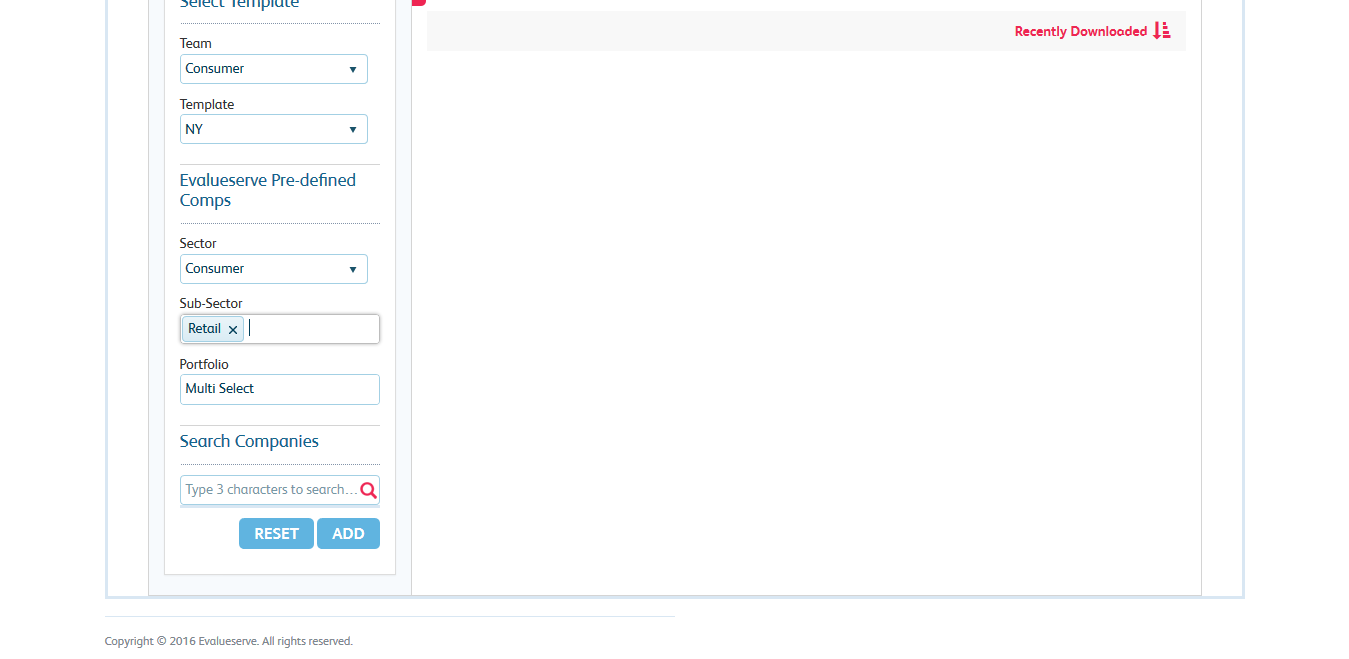 Select Template
Recently Downloaded
Team
Consumer
Template
NY
Evalueserve Pre-defined
Comps
Sector
Consumer
Sub-Sector
Retail ×
Portfolio
Multi Select
Search Companies
Type 3 characters to search...
RESET ADD
Copyright © 2016 Evalueserve. All rights reserved.